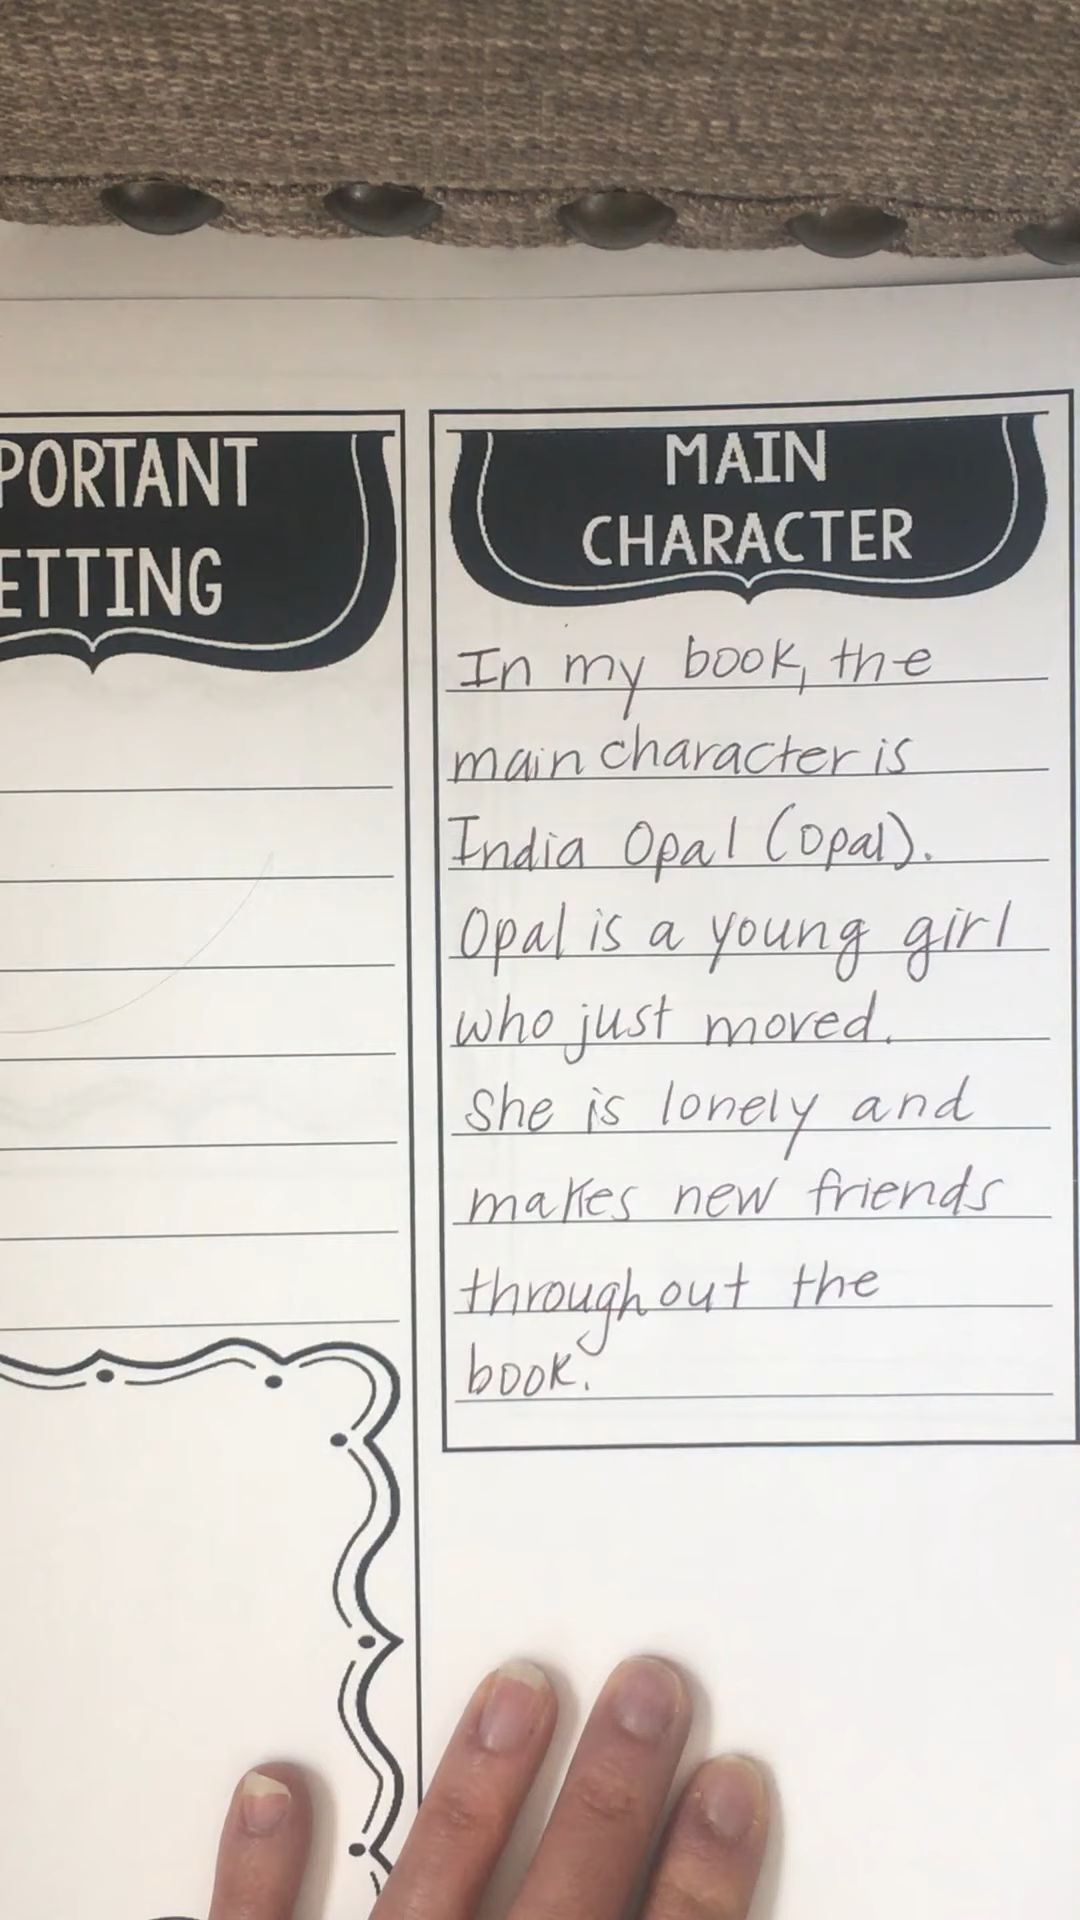 PORTANT
ETTING
MAIN
CHARACTER
In my book, the
main character is
India Opal (Opal).
Opal is a young girl
who just moved.
She is lonely and
makes new friends
throughout the
book.